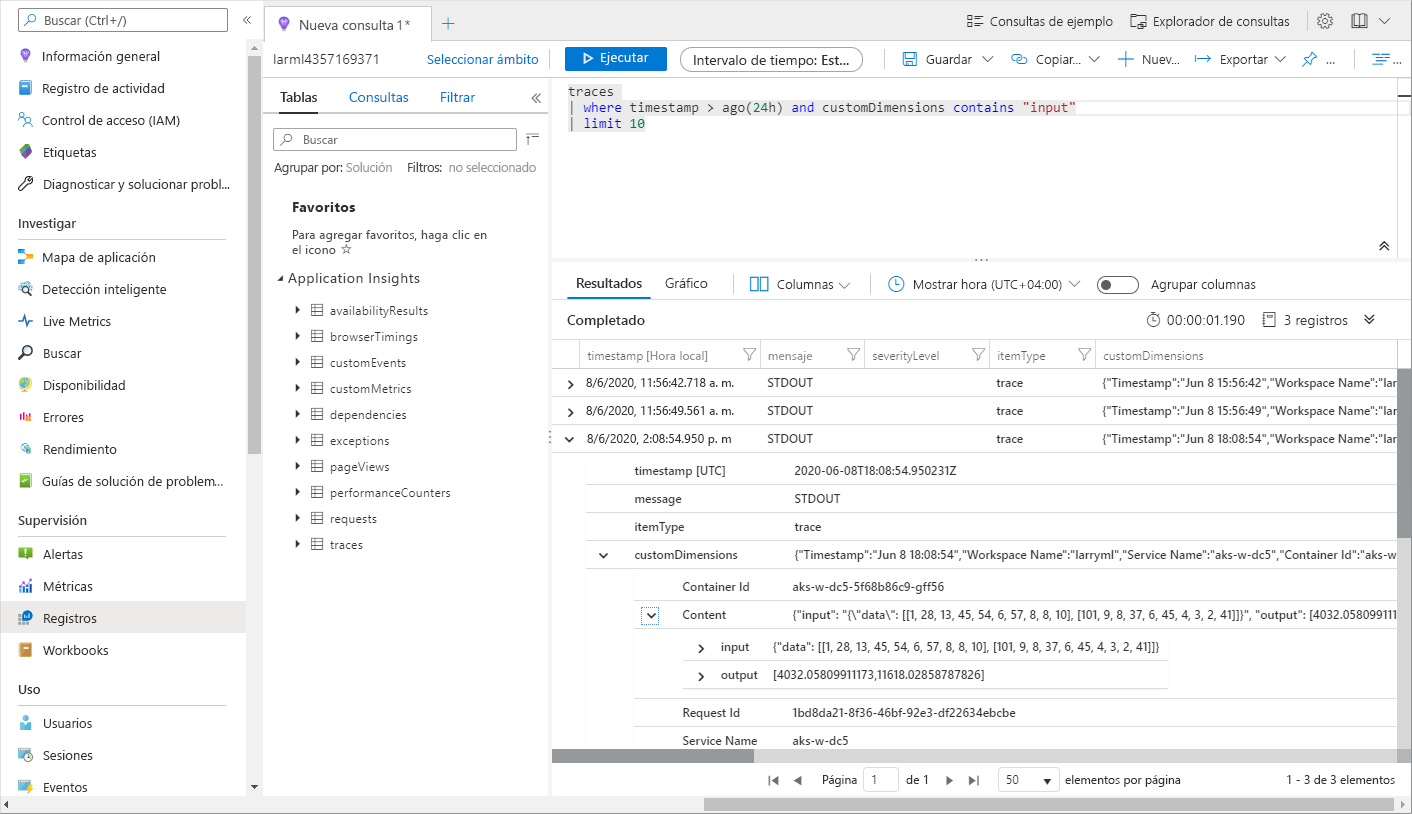 Buscar (Ctrl+/)
«
Información general
Registro de actividad
Control de acceso (IAM)
Etiquetas
Diagnosticar y solucionar probl...
Investigar
Mapa de aplicación
Detección inteligente
Live Metrics
Buscar
Disponibilidad
Errores
Rendimiento
Guías de solución de problem...
Supervisión
Alertas
Métricas
Registros
Workbooks
Uso
Usuarios
Sesiones
Eventos
Nueva consulta 1*
Consultas de ejemplo
Explorador de consultas
larml4357169371
Seleccionar ámbito
Ejecutar
Intervalo de tiempo: Est...
Guardar
Copiar...
Nuev...
Exportar
...
...
Tablas
Consultas
Filtrar
«
Buscar
Agrupar por: Solución
Filtros: no seleccionado
Favoritos
Para agregar favoritos, haga clic en
el icono ☆
Application Insights
availabilityResults
browserTimings
customEvents
customMetrics
dependencies
exceptions
pageViews
performanceCounters
requests
traces
traces
| where timestamp > ago(24h) and customDimensions contains "input"
| limit 10
Resultados
Gráfico
Columnas
Mostrar hora (UTC+04:00)
Agrupar columnas
Completado
00:00:01.190
3 registros
timestamp [Hora local] mensaje severityLevel itemType customDimensions
8/6/2020, 11:56:42.718 a. m. STDOUT trace {"Timestamp":"Jun 8 15:56:42","Workspace Name":"lar
8/6/2020, 11:56:49.561 a. m. STDOUT trace {"Timestamp":"Jun 8 15:56:49","Workspace Name":"lar
8/6/2020, 2:08:54.950 p. m STDOUT trace {"Timestamp":"Jun 8 18:08:54","Workspace Name":"lar
timestamp [UTC] 2020-06-08T18:08:54.950231Z
message STDOUT
itemType trace
customDimensions {"Timestamp":"Jun 8 18:08:54","Workspace Name":"larryml","Service Name":"aks-w-dc5","Container Id":"aks-w
Container Id aks-w-dc5-5f68b86c9-gff56
Content {"input": "{\"data\": [[1, 28, 13, 45, 54, 6, 57, 8, 8, 10], [101, 9, 8, 37, 6, 45, 4, 3, 2, 41]]}", "output": [4032.058099111
input {"data": [[1, 28, 13, 45, 54, 6, 57, 8, 8, 10], [101, 9, 8, 37, 6, 45, 4, 3, 2, 41]]}
output [4032.05809911173,11618.02858787826]
Request Id 1bd8da21-8f36-46bf-92e3-df22634ebcbe
Service Name aks-w-dc5
Página 1 de 1
50 elementos por página
1 - 3 de 3 elementos